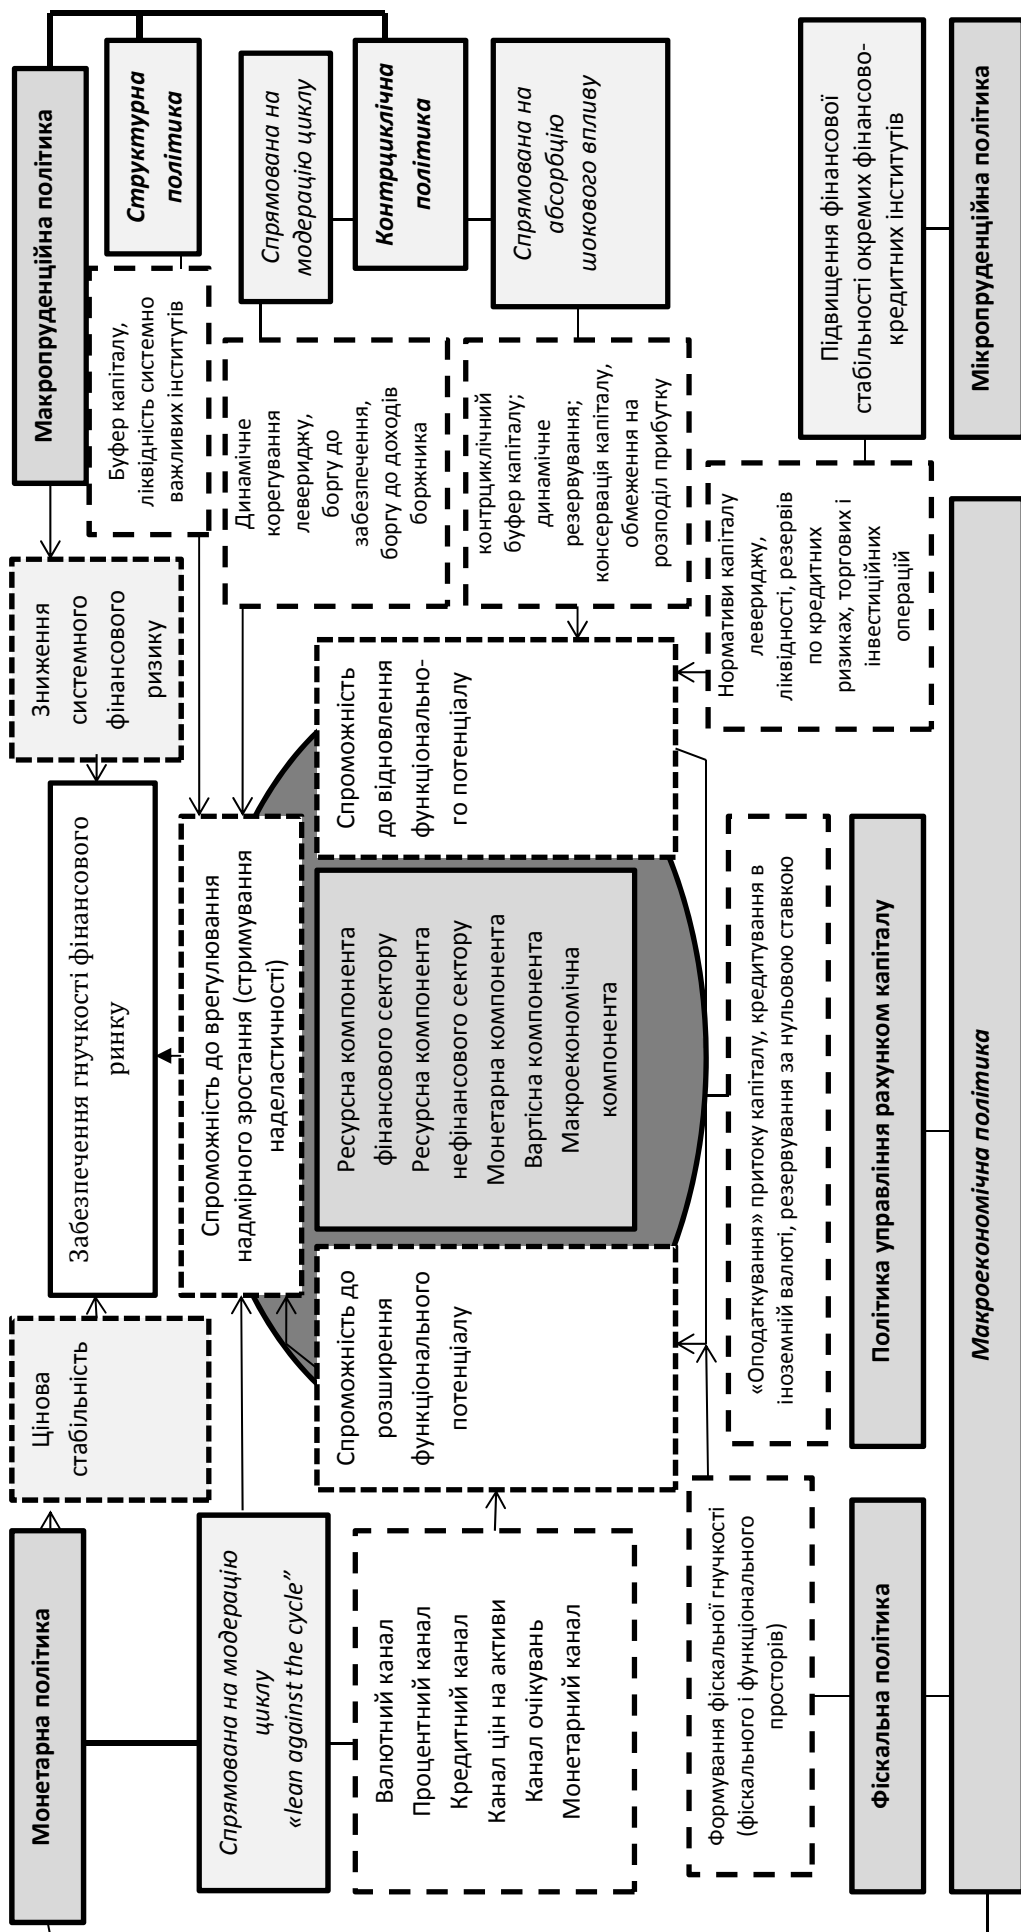 Монетарна політика
Цінова
стабільність
Забезпечення гнучкості фінансового
ринку
Зниження
системного
фінансового
ризику
Макропруденційна політика
Структурна
політика
Буфер капіталу,
ліквідність системно
важливих інститутів
Спрямована на модерацію
циклу
«lean against the cycle”
Спроможність до врегулювання
надмірного зростання (стримування
наделастичності)
Динамічне
корегування
левериджу,
боргу до
забезпечення,
боргу до доходів
боржника
Спрямована на
модерацію циклу
Контрциклічна
політика
Спрямована на
абсорбцію
шокового впливу
Валютний канал
Процентний канал
Кредитний канал
Канал цін на активи
Канал очікувань
Монетарний канал
Спроможність до
розширення
функціонального
потенціалу
Ресурсна компонента
фінансового сектору
Ресурсна компонента
нефінансового сектору
Монетарна компонента
Вартісна компонента
Макроекономічна
компонента
Спроможність
до відновлення
функціонально-
го потенціалу
контрциклічний
буфер капіталу;
динамічне
резервування;
консервація капіталу,
обмеження на
розподіл прибутку
Формування фіскальної гнучкості
(фіскального і функціонального
просторів)
«Оподаткування» притоку капіталу, кредитування в
іноземній валюті, резервування за нульовою ставкою
Нормативи капіталу
левериджу,
ліквідності, резервів
по кредитних
ризиках, торгових і
інвестиційних
операцій
Підвищення фінансової
стабільності окремих фінансово-
кредитних інститутів
Фіскальна політика
Політика управління рахунком капіталу
Макроекономічна політика
Мікропруденційна політика